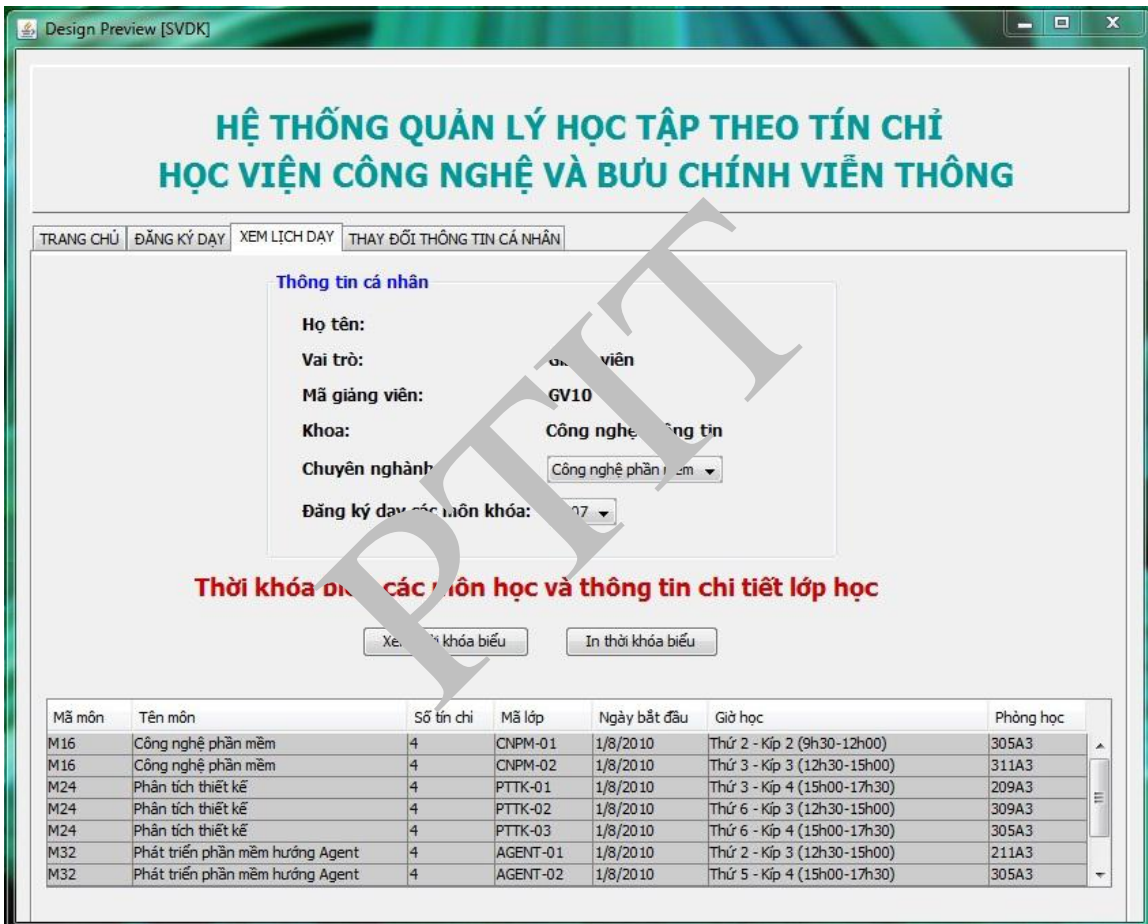 Design Preview [SVDK]
HỆ THỐNG QUẢN LÝ HỌC TẬP THEO TÍN CHỈ
HỌC VIỆN CÔNG NGHỆ VÀ BƯU CHÍNH VIỄN THÔNG
TRANG CHỦ ĐĂNG KÝ DẠY XEM LỊCH DẠY THAY ĐỔI THÔNG TIN CÁ NHÂN
Thông tin cá nhân
Họ tên:
Vai trò: viên
Mã giảng viên: GV10
Khoa: Công nghệ tin
Chuyên nghành
Công nghệ phần mềm
Đăng ký dạy các môn khóa: 07
Thời khóa các môn học và thông tin chi tiết lớp học
khóa biểu In thời khóa biểu
Mã môn Tên môn Số tín chỉ Mã lớp Ngày bắt đầu Giờ học Phòng học
M16 Công nghệ phần mềm 4 CNPM-01 1/8/2010 Thứ 2 - Kíp 2 (9h30-12h00) 305A3
M16 Công nghệ phần mềm 4 CNPM-02 1/8/2010 Thứ 3 - Kíp 3 (12h30-15h00) 311A3
M24 Phân tích thiết kế 4 PTTK-01 1/8/2010 Thứ 3 - Kíp 4 (15h00-17h30) 209A3
M24 Phân tích thiết kế 4 PTTK-02 1/8/2010 Thứ 6 - Kíp 3 (12h30-15h00) 309A3
M24 Phân tích thiết kế 4 PTTK-03 1/8/2010 Thứ 6 - Kíp 4 (15h00-17h30) 305A3
M32 Phát triển phần mềm hướng Agent 4 AGENT-01 1/8/2010 Thứ 2 - Kíp 3 (12h30-15h00) 211A3
M32 Phát triển phần mềm hướng Agent 4 AGENT-02 1/8/2010 Thứ 5 - Kíp 4 (15h00-17h30) 305A3
PTIT